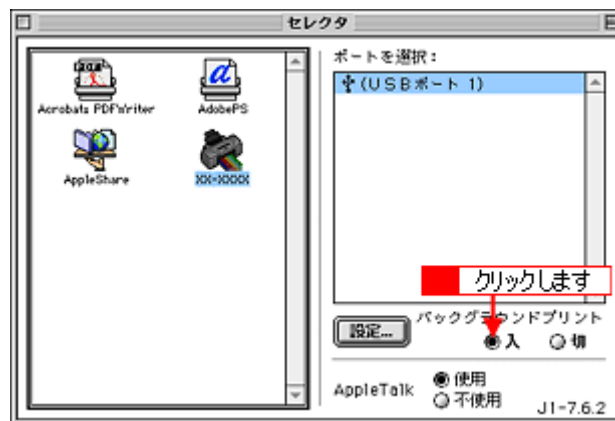 セレクタ
Acrobats PDFWriter
AdobePS
AppleShare
XX-XXXX
ポートを選択：
(USBポート 1)
クリックします
設定...
バックグラウンドプリント
入
切
AppleTalk
使用
不使用
J1-7.6.2